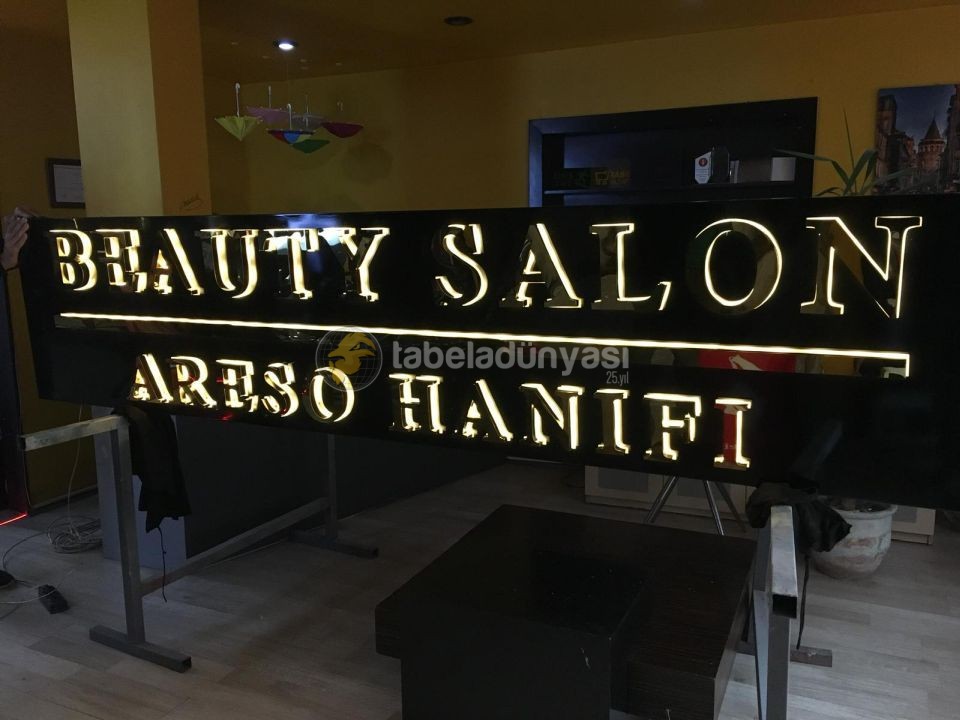 BEAUTY SALON
tabeladünyası
25.yıl
ARESO HANIFI